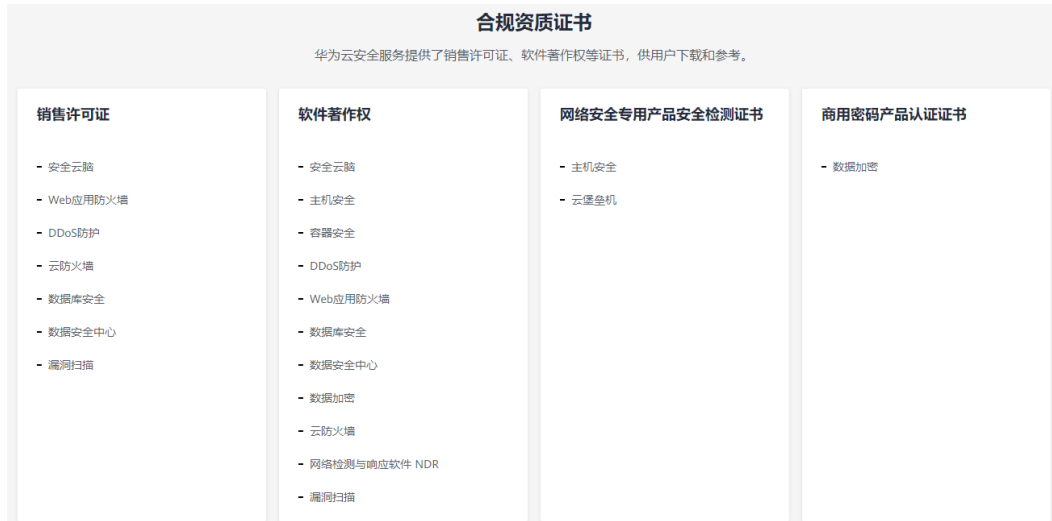 合规资质证书
华为云安全服务提供了销售许可证、软件著作权等证书，供用户下载和参考。
销售许可证
- 安全云脑
- Web应用防火墙
- DDoS防护
- 云防火墙
- 数据库安全
- 数据安全中心
- 漏洞扫描
软件著作权
- 安全云脑
- 主机安全
- 容器安全
- DDoS防护
- Web应用防火墙
- 数据库安全
- 数据安全中心
- 数据加密
- 云防火墙
- 网络检测与响应软件 NDR
- 漏洞扫描
网络安全专用产品安全检测证书
- 主机安全
- 云堡垒机
商用密码产品认证证书
- 数据加密